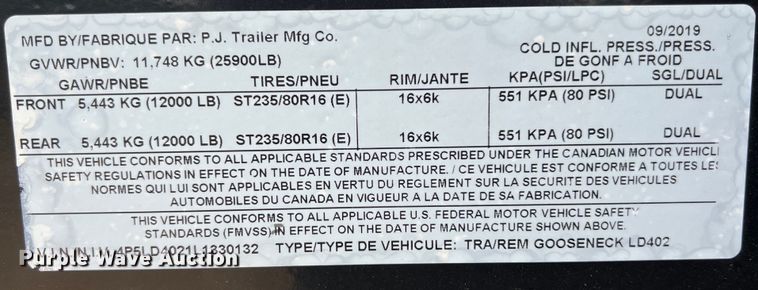 MFD BY/FABRIQUE PAR: P.J. Trailer Mfg Co. 09/2019
GVWR/PNBV: 11,748 KG (25900LB) COLD INFL. PRESS./PRESS. DE GONF A FROID
GAWR/PNBE TIRES/PNEU RIM/JANTE KPA(PSI/LPC) SGL/DUAL
FRONT 5,443 KG (12000 LB) ST235/80R16 (E) 16x6k 551 KPA (80 PSI) DUAL
REAR 5,443 KG (12000 LB) ST235/80R16 (E) 16x6k 551 KPA (80 PSI) DUAL
THIS VEHICLE CONFORMS TO ALL APPLICABLE STANDARDS PRESCRIBED UNDER THE CANADIAN MOTOR VEHICL
SAFETY REGULATIONS IN EFFECT ON THE DATE OF MANUFACTURE. / CE VEHICULE EST CONFORME A TOUTES LES
NORMES QUI LUI SONT APPLICABLES EN VERTU DU REGLEMENT SUR LA SECURITE DES VEHICULES
AUTOMOBILES DU CANADA EN VIGUEUR A LA DATE DE SA FABRICATION.
THIS VEHICLE CONFORMS TO ALL APPLICABLE U.S. FEDERAL MOTOR VEHICLE SAFETY
STANDARDS (FMVSS) IN EFFECT ON THE DATE OF MANUFACTURE SHOWN ABOVE.
V.I.N./N.I.V. 4P5LD4021L1330132 TYPE/TYPE DE VEHICLE: TRA/REM GOOSENECK LD402
Purple Wave Auction